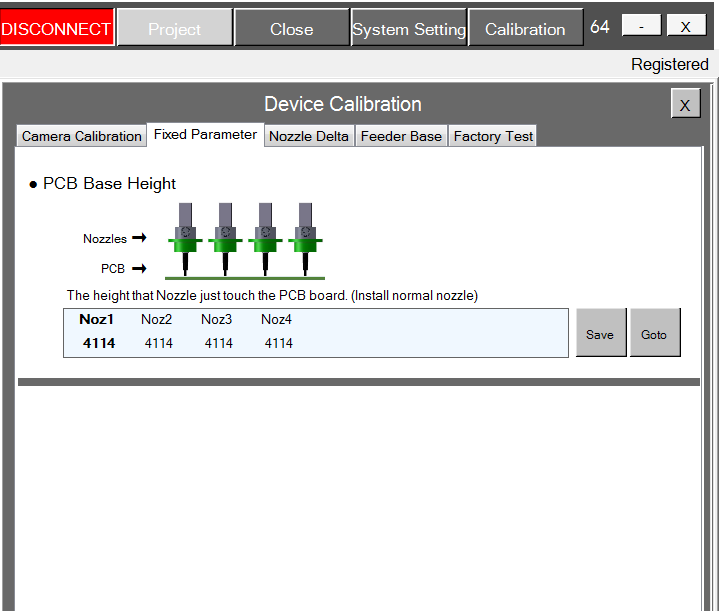 DISCONNECT Project Close System Setting Calibration 64 - X
Registered
Device Calibration X
Camera Calibration Fixed Parameter Nozzle Delta Feeder Base Factory Test
● PCB Base Height
Nozzles →
PCB →
The height that Nozzle just touch the PCB board. (Install normal nozzle)
Noz1 Noz2 Noz3 Noz4
4114 4114 4114 4114
Save Goto